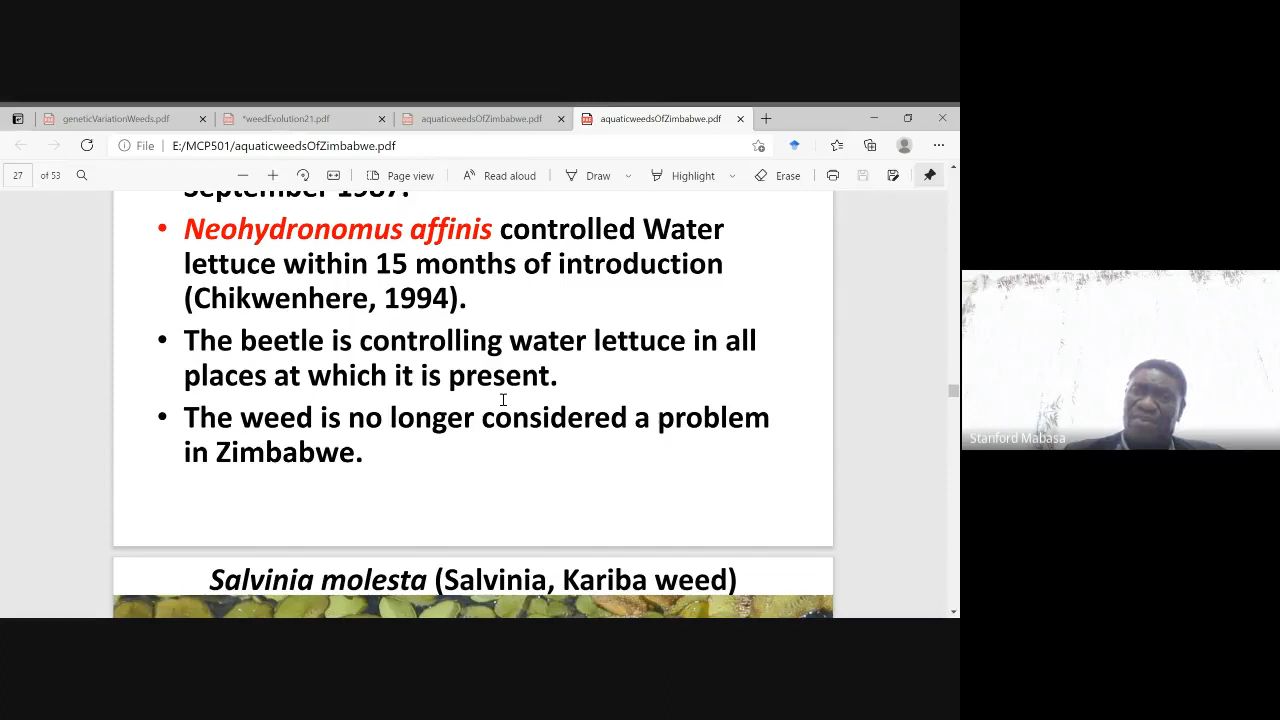 geneticVariationWeeds.pdf
*weedEvolution21.pdf
aquaticweedsOfZimbabwe.pdf
aquaticweedsOfZimbabwe.pdf
File
E:/MCP501/aquaticweedsOfZimbabwe.pdf
27 of 53
Page view
Read aloud
Draw
Highlight
Erase
September 1987.
• Neohydronomus affinis controlled Water
lettuce within 15 months of introduction
(Chikwenhere, 1994).
• The beetle is controlling water lettuce in all
places at which it is present.
• The weed is no longer considered a problem
in Zimbabwe.
Salvinia molesta (Salvinia, Kariba weed)
Stanford Mabasa